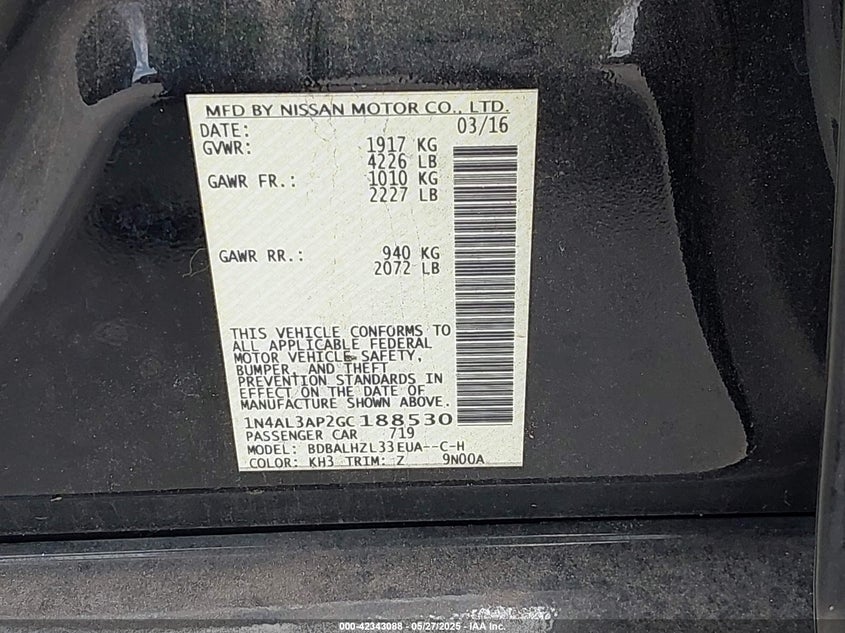 MFD BY NISSAN MOTOR CO., LTD.
DATE: 03/16
GVWR: 1917 KG
4226 LB
GAWR FR.: 1010 KG
2227 LB
GAWR RR.: 940 KG
2072 LB
THIS VEHICLE CONFORMS TO
ALL APPLICABLE FEDERAL
MOTOR VEHICLE SAFETY,
BUMPER, AND THEFT
PREVENTION STANDARDS IN
EFFECT ON THE DATE OF
MANUFACTURE SHOWN ABOVE.
1N4AL3AP2GC188530
PASSENGER CAR 719
MODEL: BDBALHZL33EUA--C-H
COLOR: KH3 TRIM: Z 9N00A
000-42343088 - 05/27/2025 - IAA Inc.